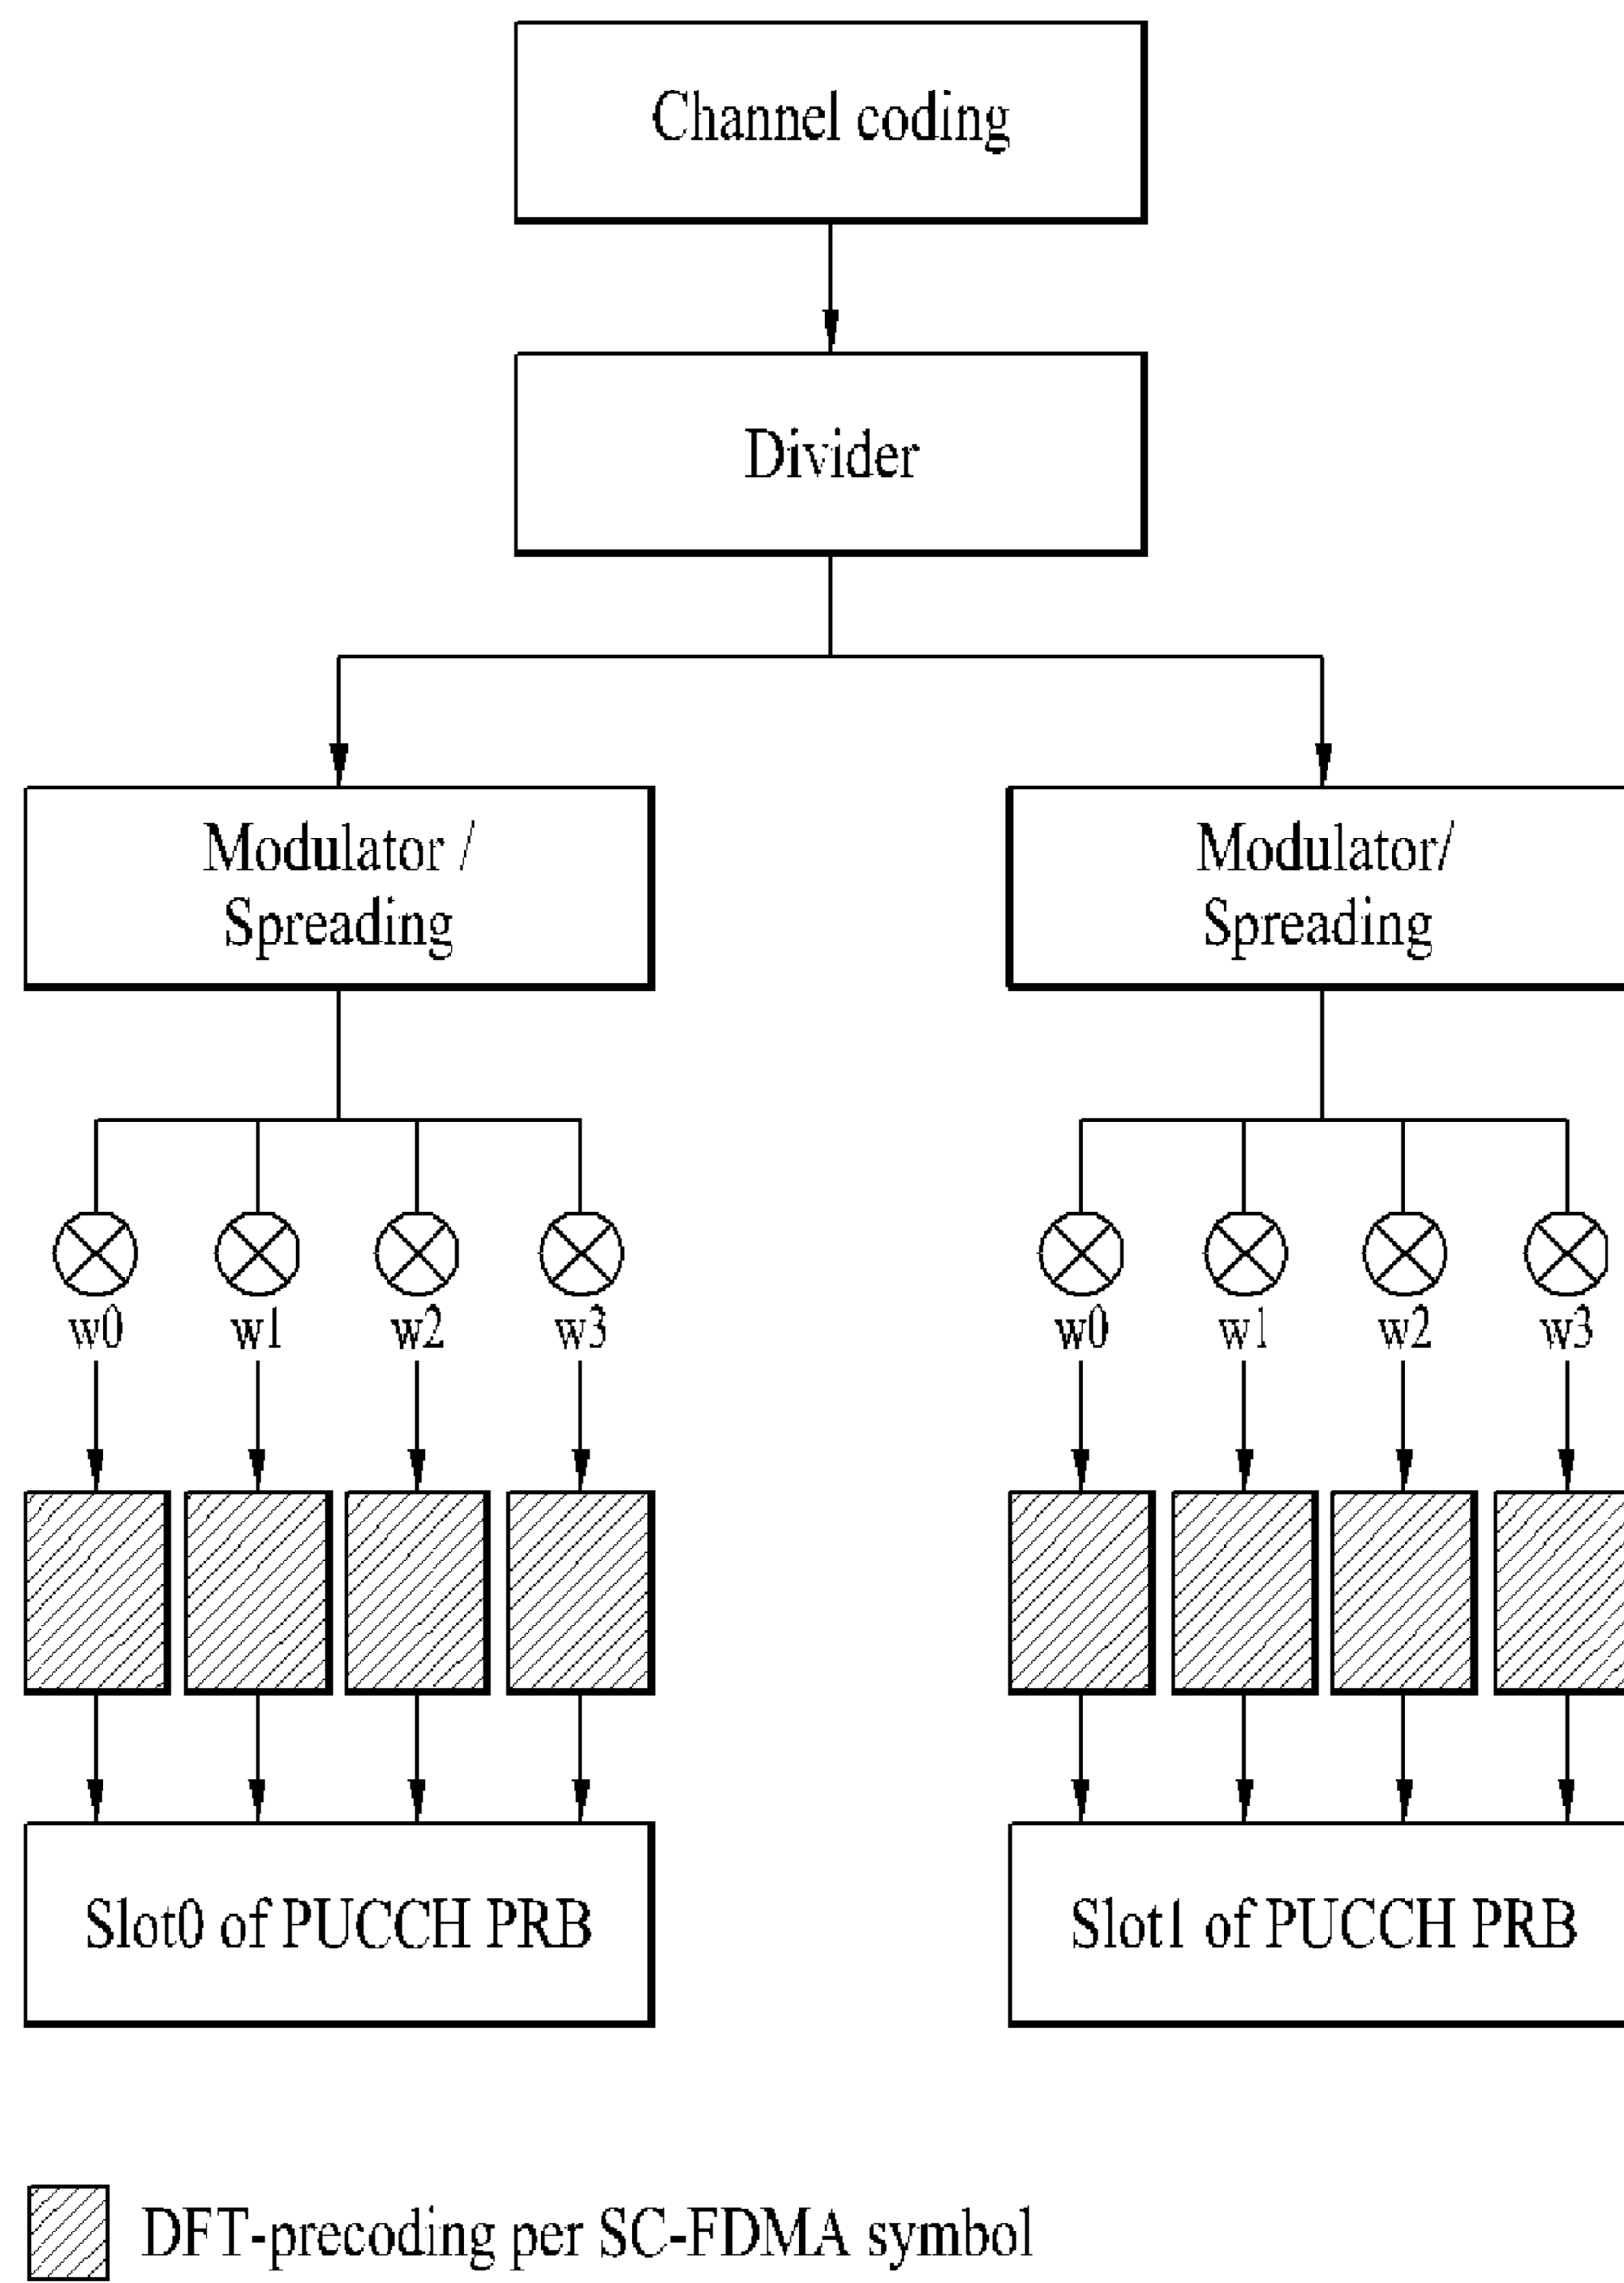 Channel coding
Divider
Modulator /
Spreading
Modulator/
Spreading
w0 w1 w2 w3
w0 w1 w2 w3
Slot0 of PUCCH PRB
Slot1 of PUCCH PRB
DFT-precoding per SC-FDMA symbol